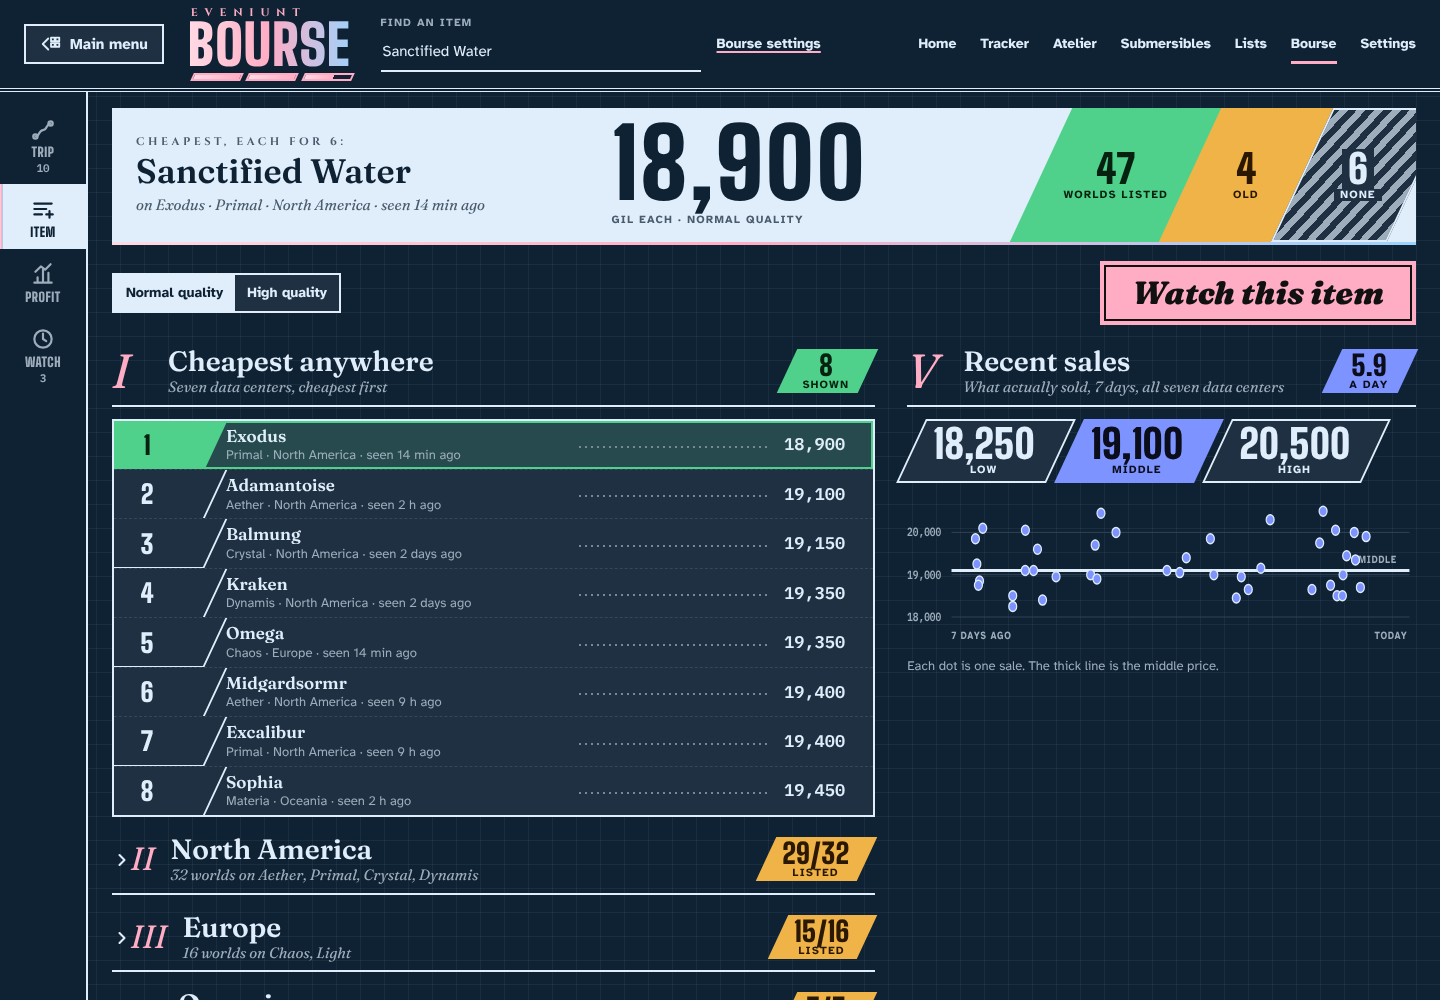 Main menu
EVENIUNT
BOURSE
FIND AN ITEM
Sanctified Water
Bourse settings
Home
Tracker
Atelier
Submersibles
Lists
Bourse
Settings
TRIP
10
ITEM
PROFIT
WATCH
3
CHEAPEST, EACH FOR 6:
Sanctified Water
on Exodus · Primal · North America · seen 14 min ago
18,900
GIL EACH · NORMAL QUALITY
47
WORLDS LISTED
4
OLD
6
NONE
Normal quality
High quality
Watch this item
I
Cheapest anywhere
Seven data centers, cheapest first
8
SHOWN
1
Exodus
Primal · North America · seen 14 min ago
18,900
2
Adamantoise
Aether · North America · seen 2 h ago
19,100
3
Balmung
Crystal · North America · seen 2 days ago
19,150
4
Kraken
Dynamis · North America · seen 2 days ago
19,350
5
Omega
Chaos · Europe · seen 14 min ago
19,350
6
Midgardsormr
Aether · North America · seen 9 h ago
19,400
7
Excalibur
Primal · North America · seen 9 h ago
19,400
8
Sophia
Materia · Oceania · seen 2 h ago
19,450
II
North America
32 worlds on Aether, Primal, Crystal, Dynamis
29/32
LISTED
III
Europe
16 worlds on Chaos, Light
15/16
LISTED
V
Recent sales
What actually sold, 7 days, all seven data centers
5.9
A DAY
18,250
LOW
19,100
MIDDLE
20,500
HIGH
20,000
19,000
18,000
MIDDLE
7 DAYS AGO
TODAY
Each dot is one sale. The thick line is the middle price.